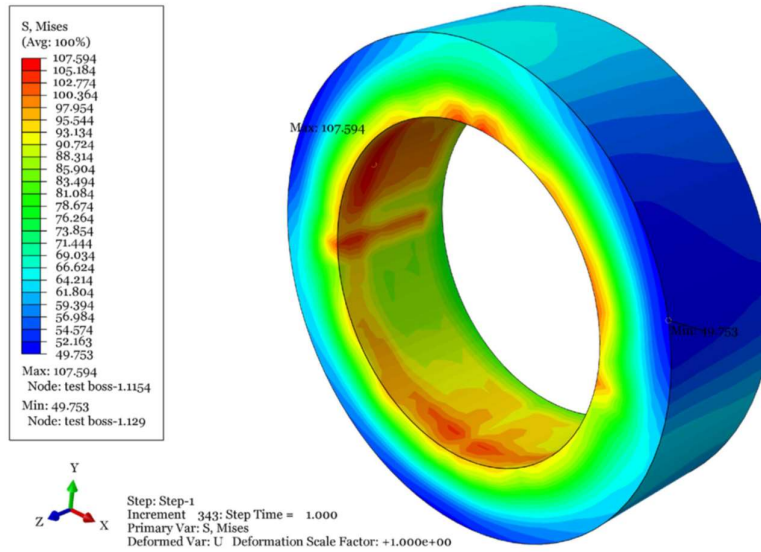 S, Mises
(Avg: 100%)
107.594
105.184
102.774
100.364
97.954
95.544
93.134
90.724
88.314
85.904
83.494
81.084
78.674
76.264
73.854
71.444
69.034
66.624
64.214
61.804
59.394
56.984
54.574
52.163
49.753
Max: 107.594
Node: test boss-1.1154
Min: 49.753
Node: test boss-1.129
Max: 107.594
Min: 49.753
Y
Z
X
Step: Step-1
Increment 343: Step Time = 1.000
Primary Var: S, Mises
Deformed Var: U Deformation Scale Factor: +1.000e+00